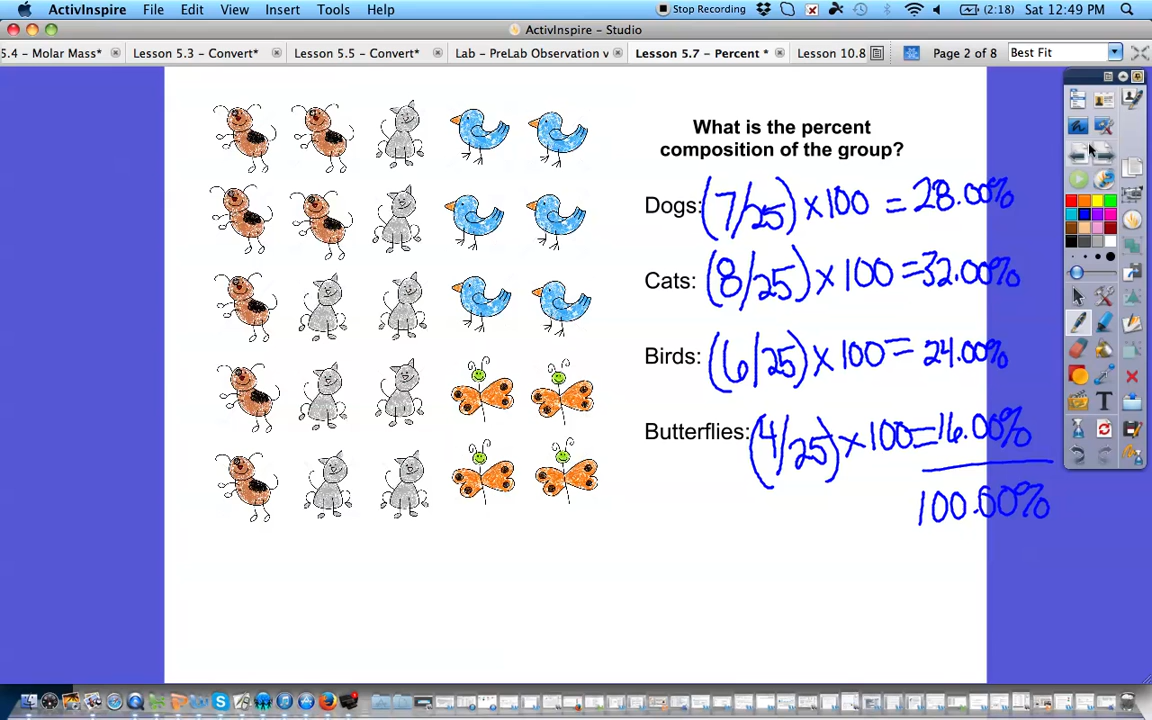 ActivInspire File Edit View Insert Tools Help Stop Recording (2:18) Sat 12:49 PM
ActivInspire - Studio
5.4 - Molar Mass* Lesson 5.3 - Convert* Lesson 5.5 - Convert* Lab - PreLab Observation v Lesson 5.7 - Percent * Lesson 10.8 Page 2 of 8 Best Fit
What is the percent
composition of the group?
Dogs: (7/25) x 100 = 28.00%
Cats: (8/25) x 100 = 32.00%
Birds: (6/25) x 100 = 24.00%
Butterflies: (4/25) x 100 = 16.00%
100.00%